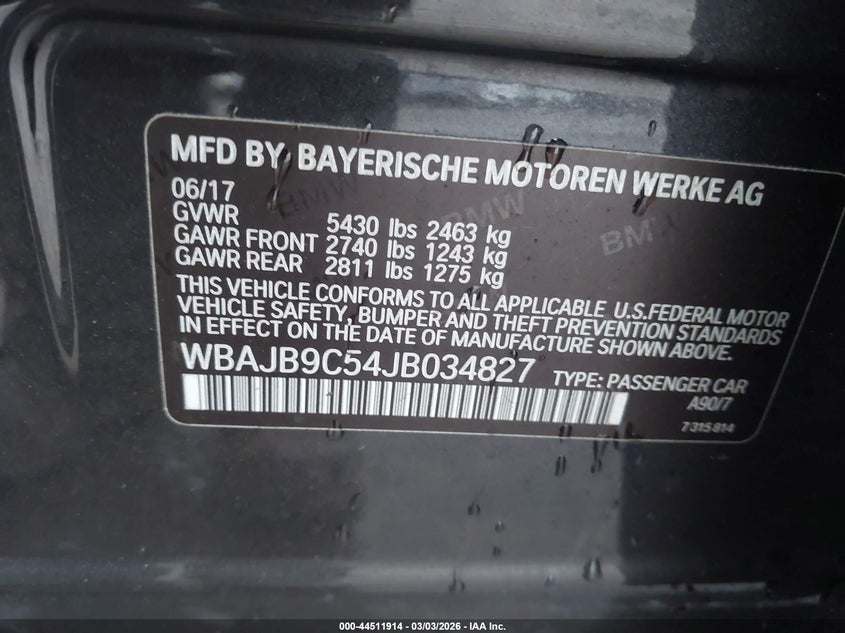 MFD BY BAYERISCHE MOTOREN WERKE AG
06/17
GVWR 5430 lbs 2463 kg
GAWR FRONT 2740 lbs 1243 kg
GAWR REAR 2811 lbs 1275 kg
THIS VEHICLE CONFORMS TO ALL APPLICABLE U.S.FEDERAL MOTOR
VEHICLE SAFETY, BUMPER AND THEFT PREVENTION STANDARDS
IN EFFECT ON THE DATE OF MANUFACTURE SHOWN ABOVE.
WBAJB9C54JB034827 TYPE: PASSENGER CAR
A90/7
7 315 814
BMW BMW BMW
000-44511914 - 03/03/2026 - IAA Inc.